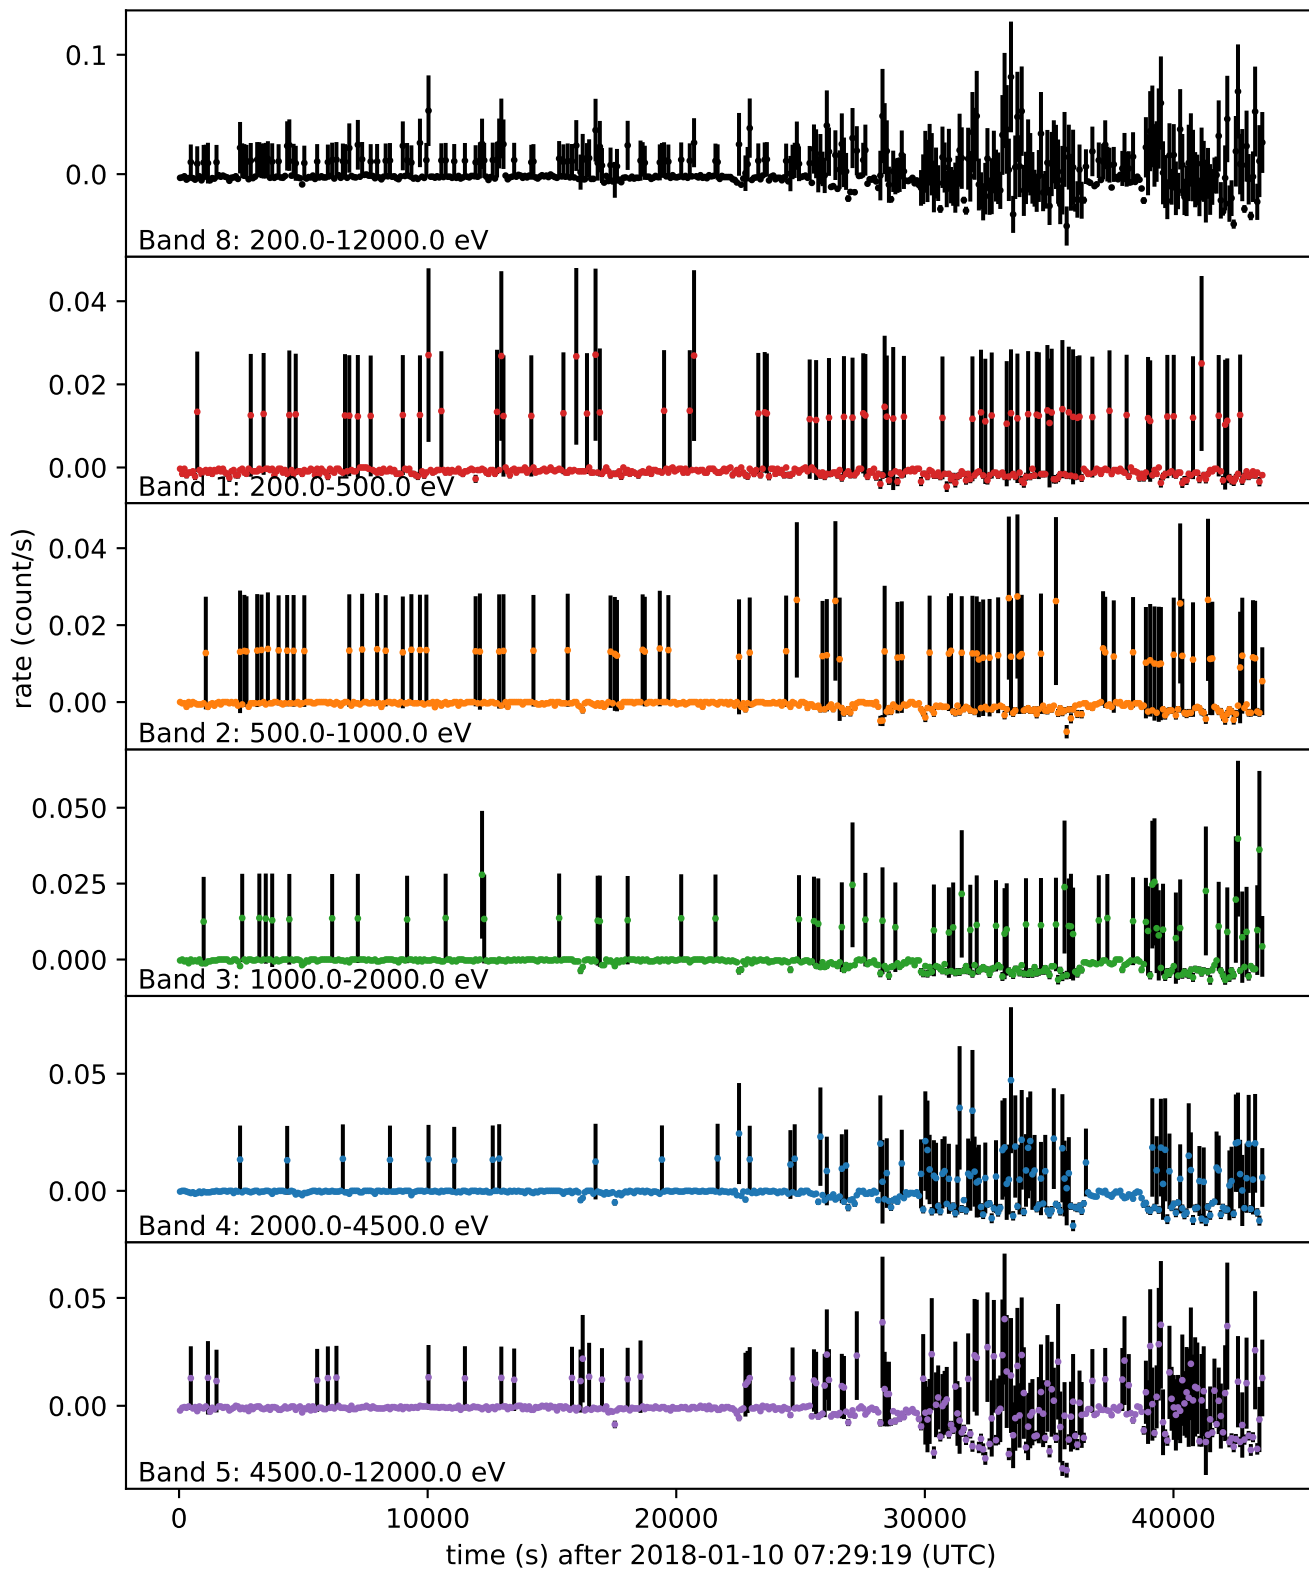 0.1
0.0
Band 8: 200.0-12000.0 eV
0.04
0.02
0.00
Band 1: 200.0-500.0 eV
rate (count/s)
0.04
0.02
0.00
Band 2: 500.0-1000.0 eV
0.050
0.025
0.000
Band 3: 1000.0-2000.0 eV
0.05
0.00
Band 4: 2000.0-4500.0 eV
0.05
0.00
Band 5: 4500.0-12000.0 eV
0 10000 20000 30000 40000
time (s) after 2018-01-10 07:29:19 (UTC)